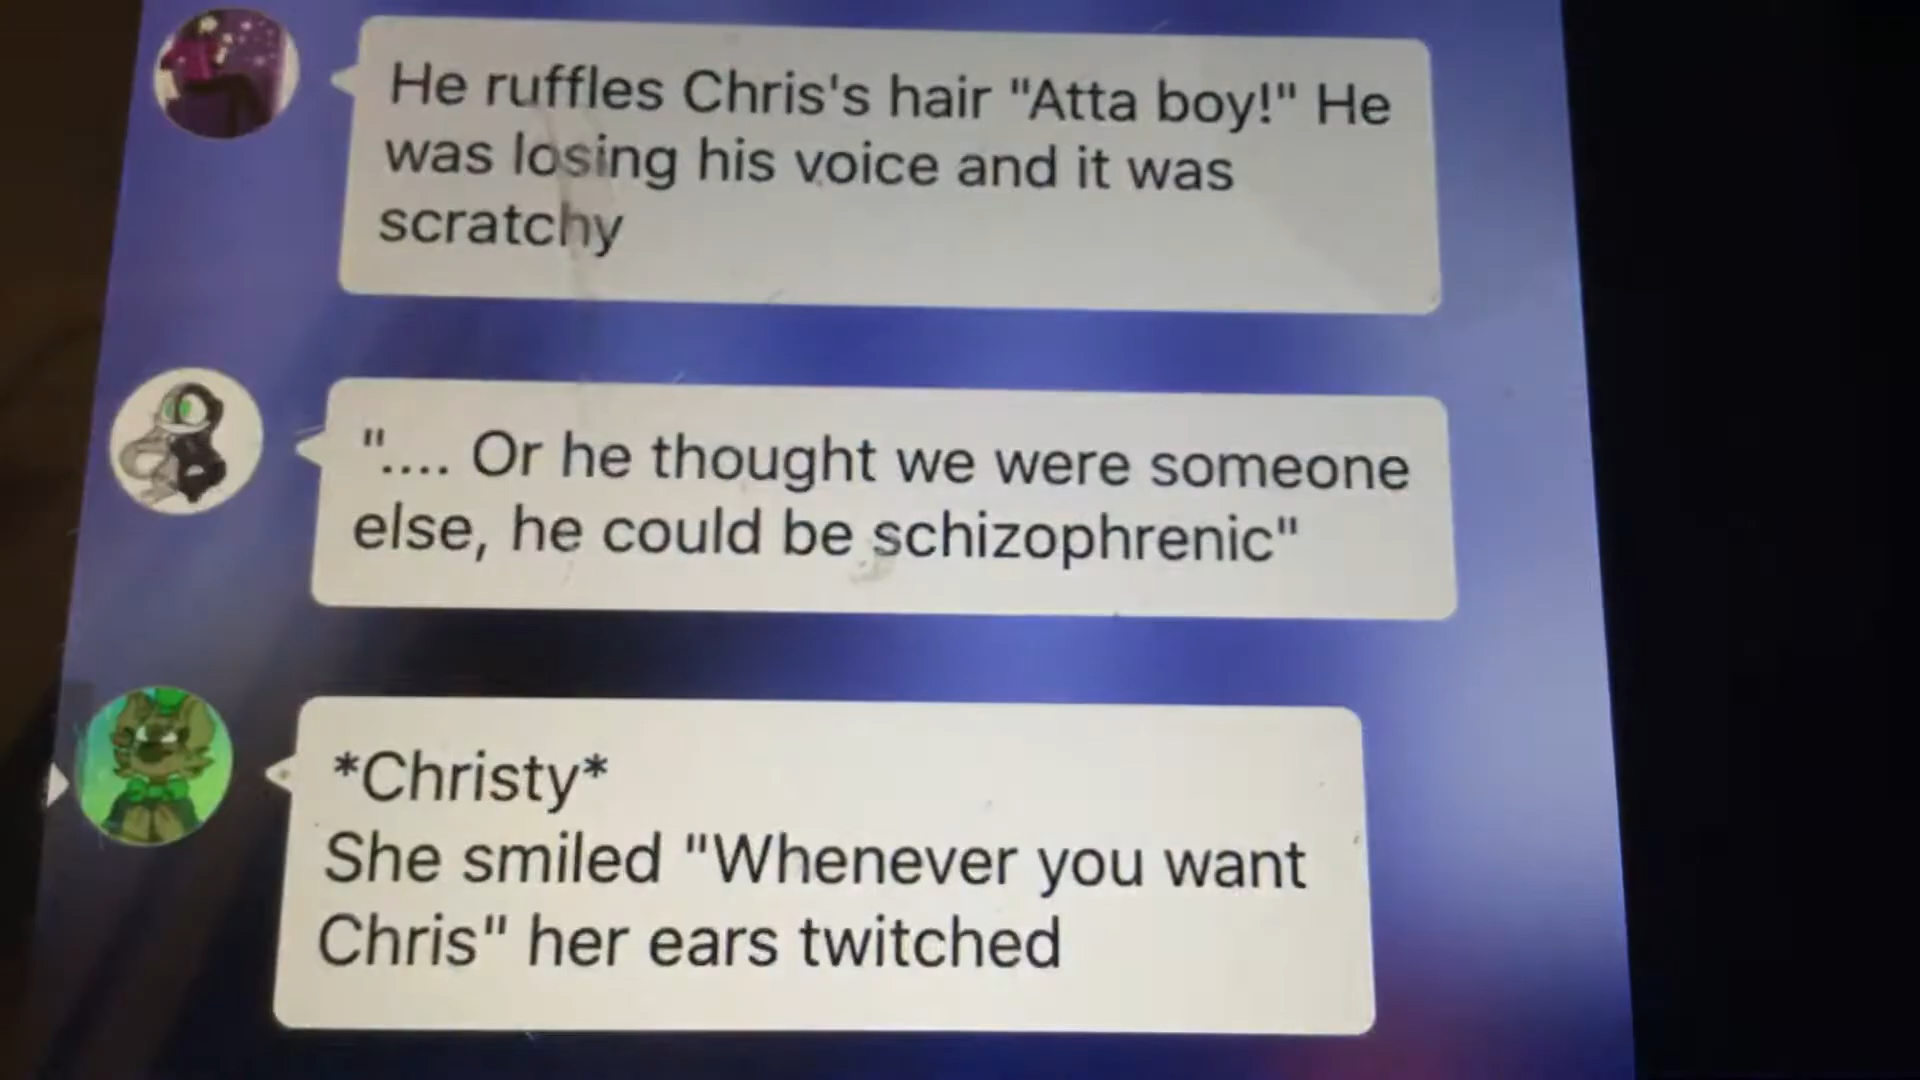 He ruffles Chris's hair "Atta boy!" He
was losing his voice and it was
scratchy
".... Or he thought we were someone
else, he could be schizophrenic"
*Christy*
She smiled "Whenever you want
Chris" her ears twitched